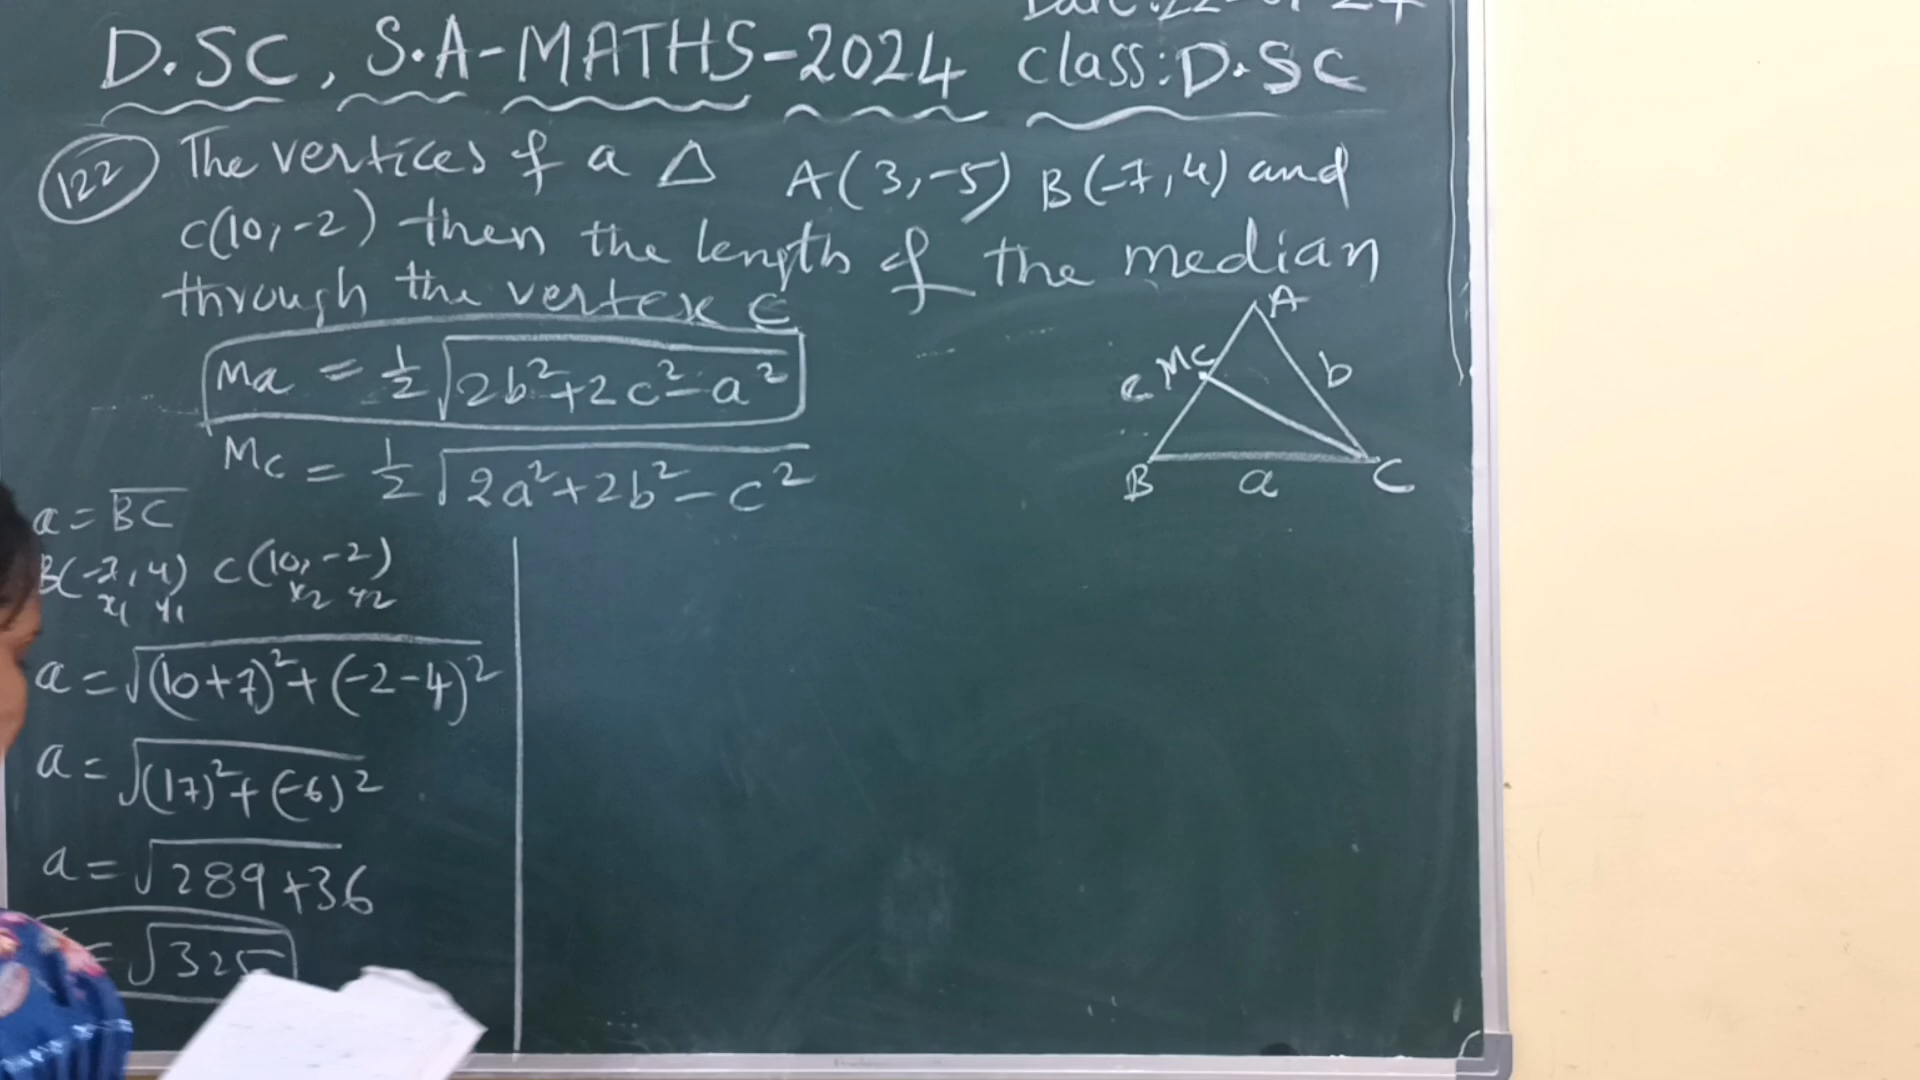 D.SC, S.A-MATHS-2024 class: D.SC
122 The vertices of a △ A(3,-5) B(-7,4) and
C(10,-2) then the length of the median
through the vertex C
Ma = 1/2 √(2b²+2c²-a²)
Mc = 1/2 √(2a²+2b²-c²)
A
Mc
c
b
B
a
C
a = BC
B(-7,4) C(10,-2)
x₁ y₁ x₂ y₂
a = √((10+7)²+(-2-4)²)
a = √((17)²+(-6)²)
a = √289+36
= √325